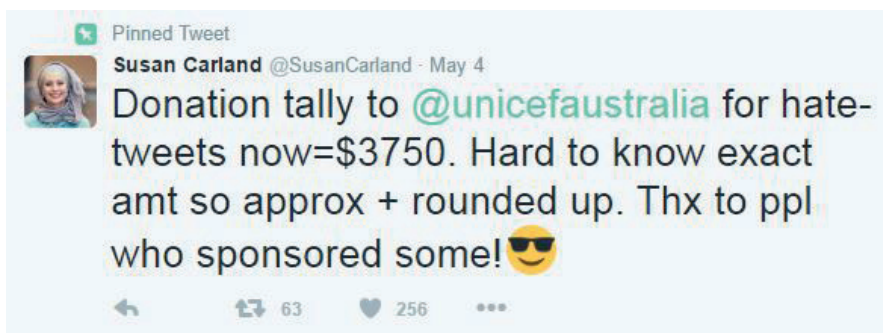 Pinned Tweet
Susan Carland @SusanCarland · May 4
Donation tally to @unicefaustralia for hate-
tweets now=$3750. Hard to know exact
amt so approx + rounded up. Thx to ppl
who sponsored some!😎
63 256